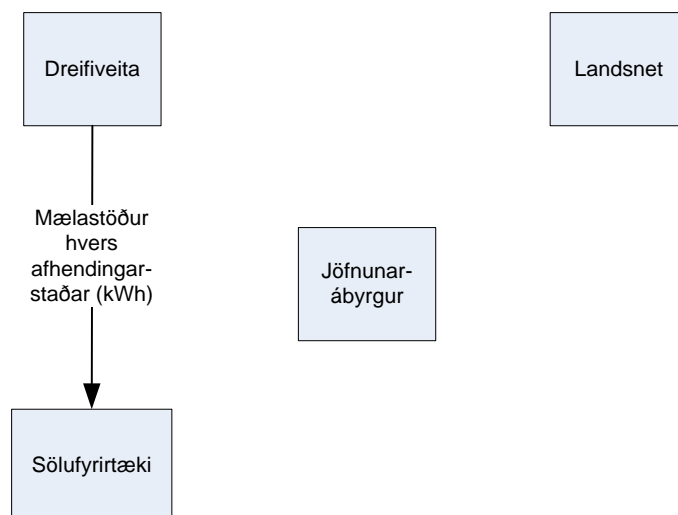 Dreifiveita
Landsnet
Mælastöður
hvers
afhendingar-
staðar (kWh)
Jöfnunar-
ábyrgur
Sölufyrirtæki